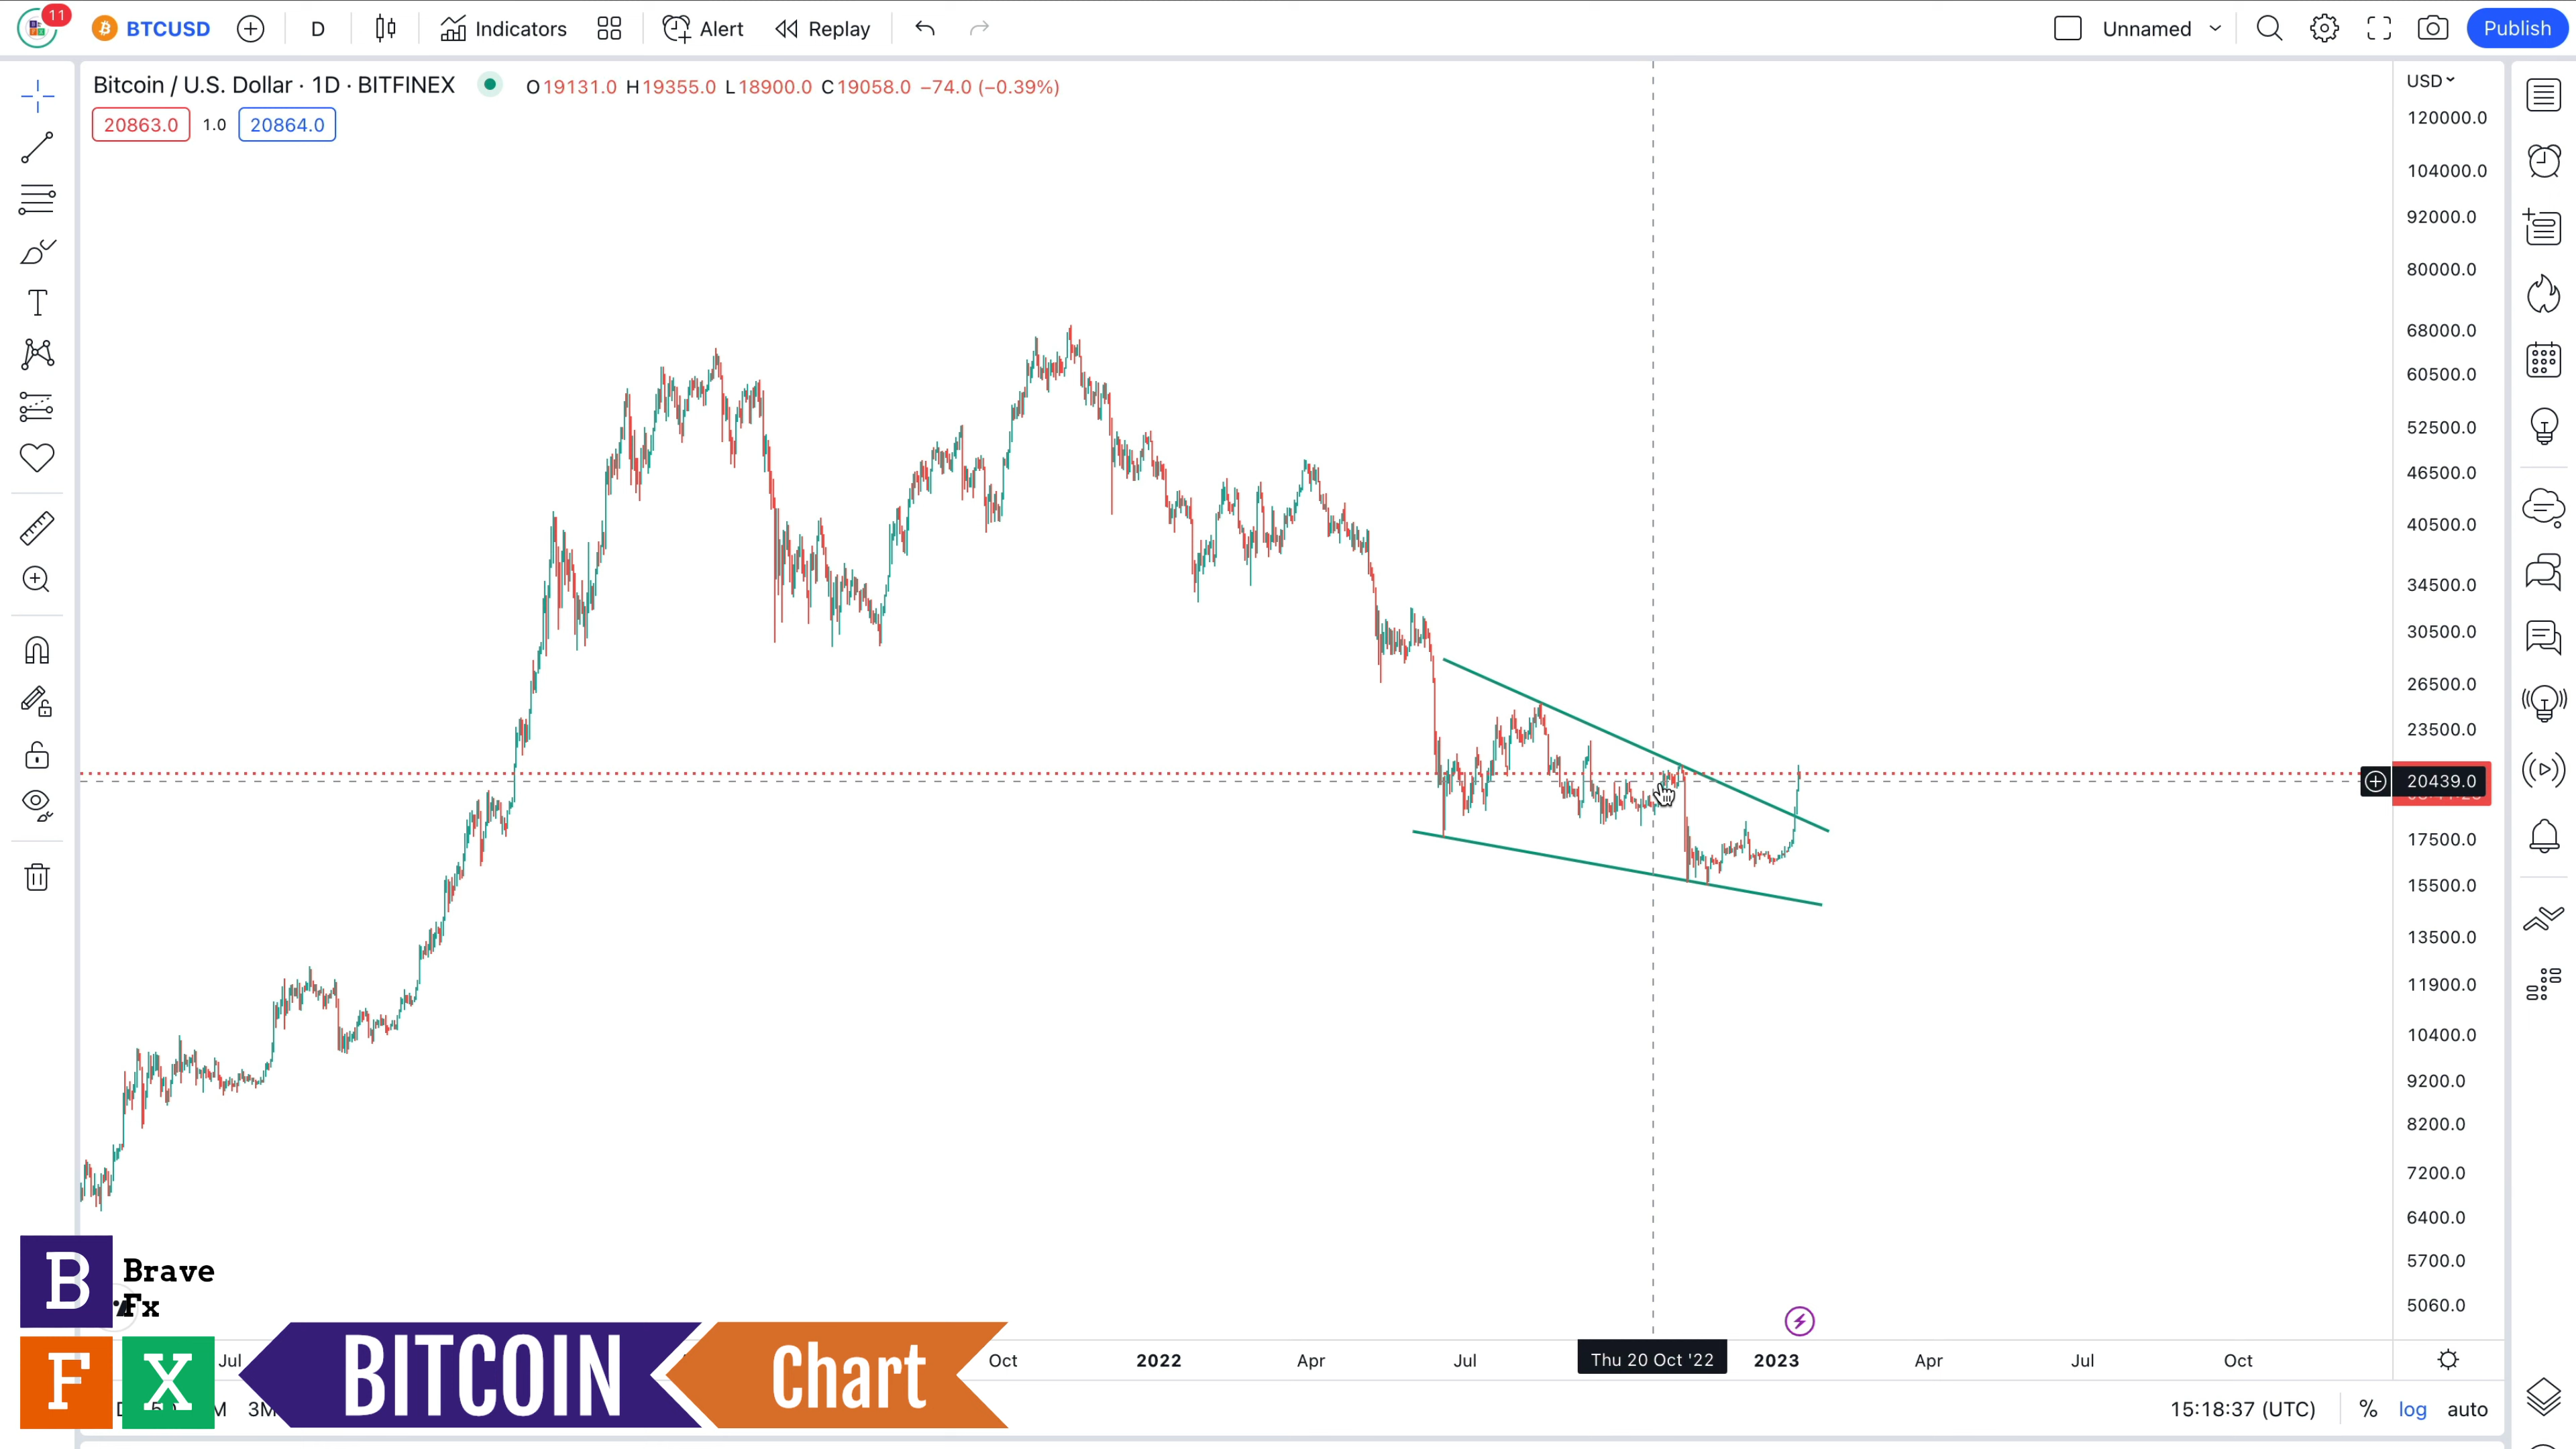 11 BTCUSD D Indicators Alert Replay Unnamed Publish
Bitcoin / U.S. Dollar · 1D · BITFINEX O19131.0 H19355.0 L18900.0 C19058.0 −74.0 (−0.39%)
20863.0 1.0 20864.0
USD
120000.0
104000.0
92000.0
80000.0
68000.0
60500.0
52500.0
46500.0
40500.0
34500.0
30500.0
26500.0
23500.0
20439.0
17500.0
15500.0
13500.0
11900.0
10400.0
9200.0
8200.0
7200.0
6400.0
5700.0
5060.0
B Brave
Fx
F X
BITCOIN Chart
Jul Oct 2022 Apr Jul Thu 20 Oct '22 2023 Apr Jul Oct
3M 15:18:37 (UTC) % log auto